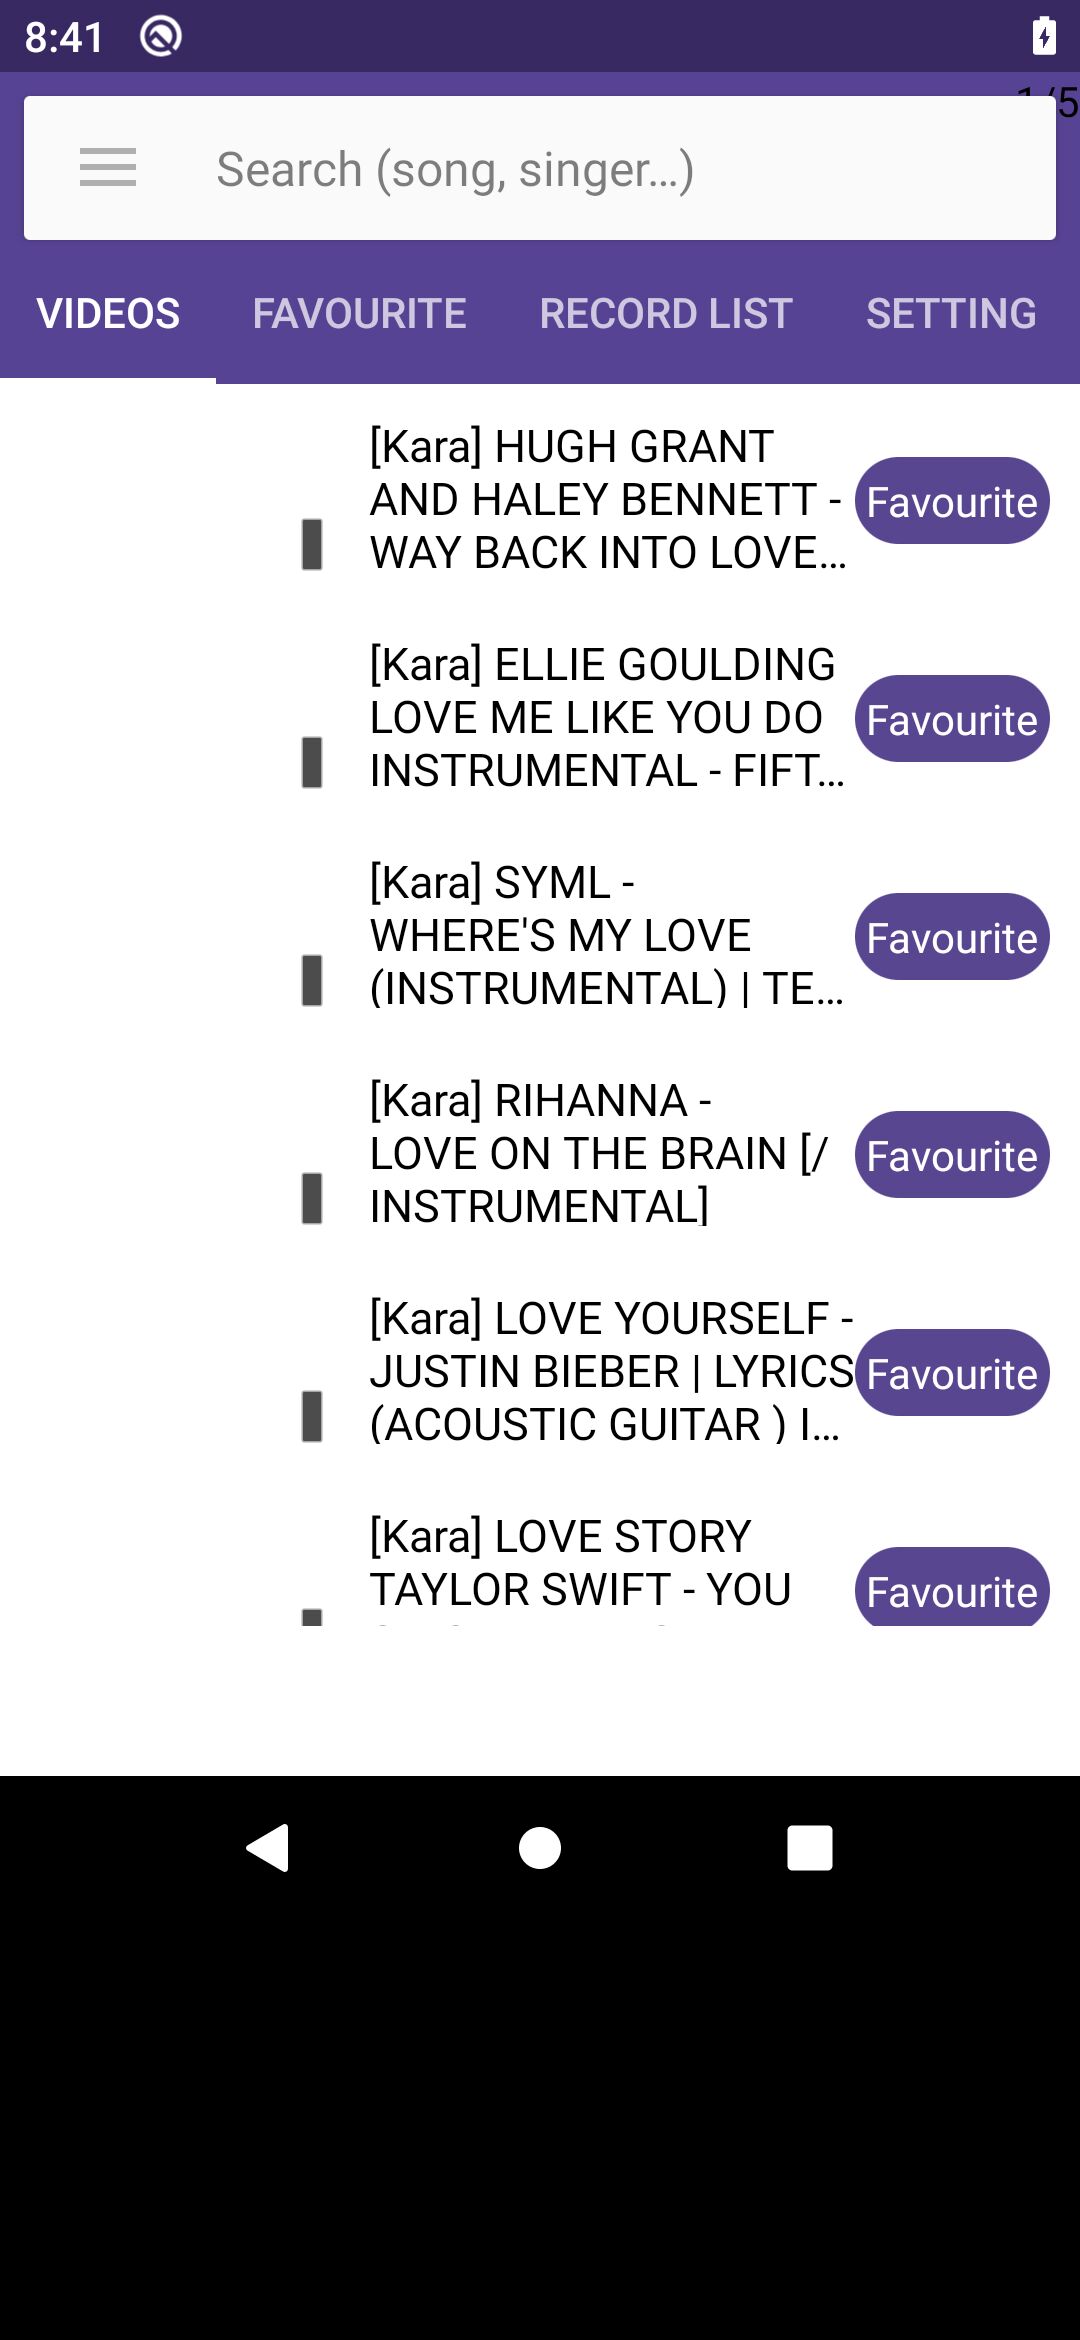 8:41
1/5
Search (song, singer...)
VIDEOS FAVOURITE RECORD LIST SETTING
[Kara] HUGH GRANT
AND HALEY BENNETT -
WAY BACK INTO LOVE...
Favourite
[Kara] ELLIE GOULDING
LOVE ME LIKE YOU DO
INSTRUMENTAL - FIFT...
Favourite
[Kara] SYML -
WHERE'S MY LOVE
(INSTRUMENTAL) | TE...
Favourite
[Kara] RIHANNA -
LOVE ON THE BRAIN [/
INSTRUMENTAL]
Favourite
[Kara] LOVE YOURSELF -
JUSTIN BIEBER | LYRICS
(ACOUSTIC GUITAR ) I...
Favourite
[Kara] LOVE STORY
TAYLOR SWIFT - YOU
Favourite